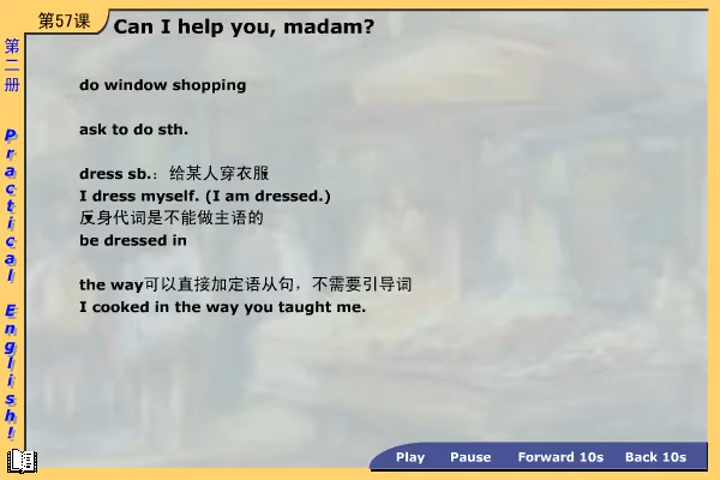 第57课
Can I help you, madam?
第二册
Practical English!
do window shopping
ask to do sth.
dress sb.：给某人穿衣服
I dress myself. (I am dressed.)
反身代词是不能做主语的
be dressed in
the way可以直接加定语从句，不需要引导词
I cooked in the way you taught me.
Play Pause Forward 10s Back 10s